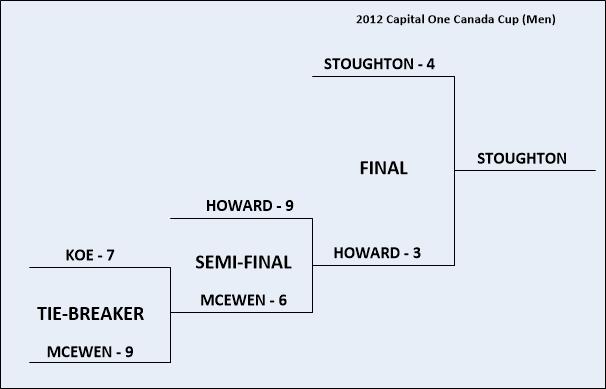 2012 Capital One Canada Cup (Men)
STOUGHTON - 4
STOUGHTON
FINAL
HOWARD - 9
KOE - 7
SEMI-FINAL
HOWARD - 3
MCEWEN - 6
TIE-BREAKER
MCEWEN - 9